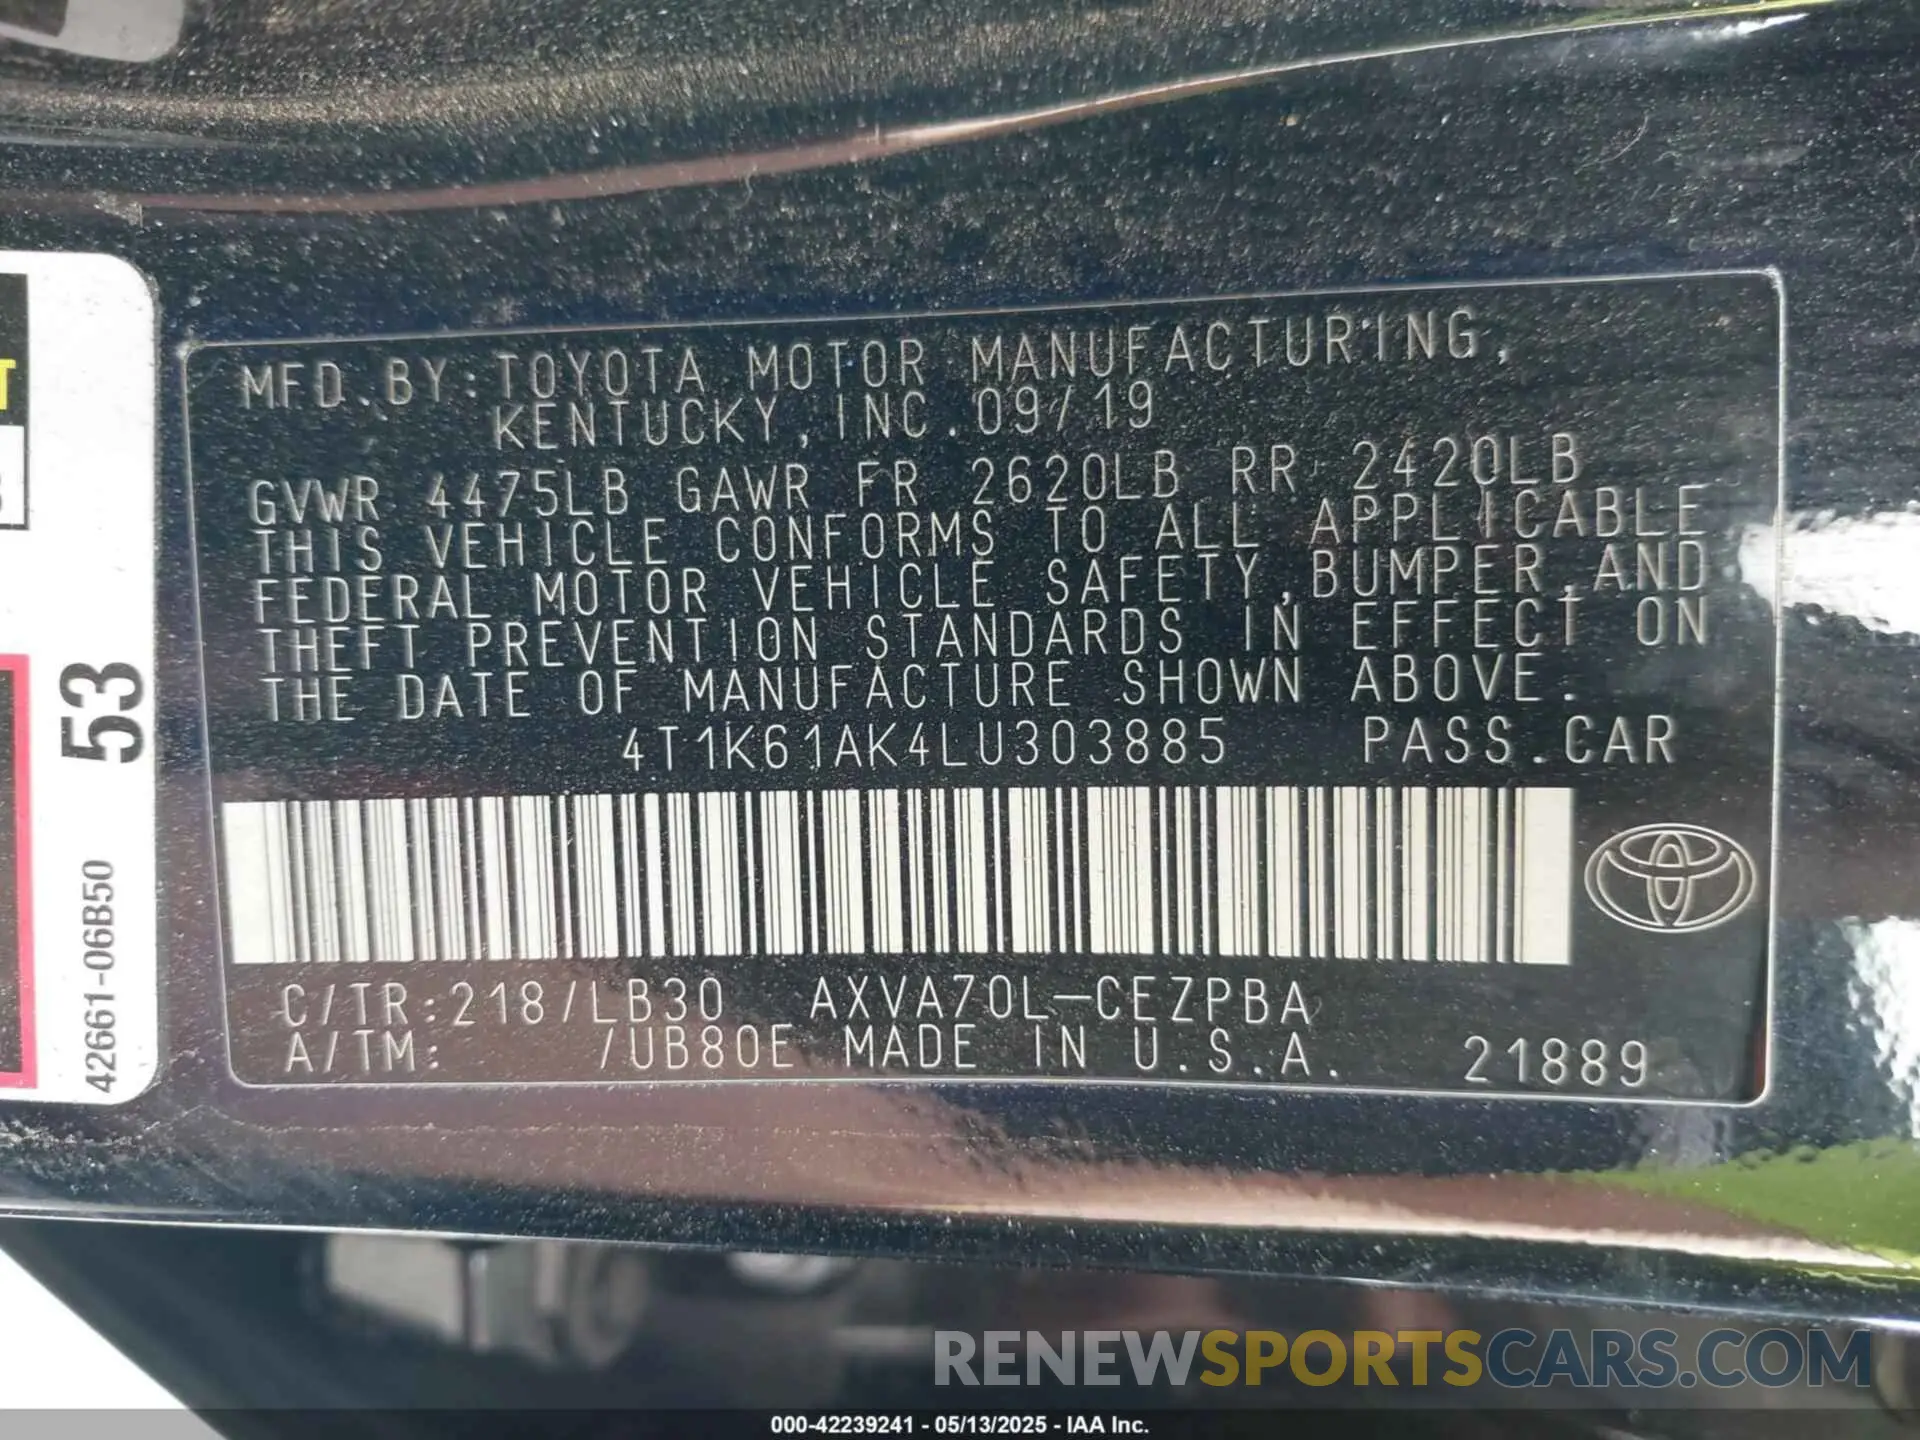 MFD.BY:TOYOTA MOTOR MANUFACTURING,
KENTUCKY,INC.09/19
GVWR 4475LB GAWR FR 2620LB RR 2420LB
THIS VEHICLE CONFORMS TO ALL APPLICABLE
FEDERAL MOTOR VEHICLE SAFETY,BUMPER,AND
THEFT PREVENTION STANDARDS IN EFFECT ON
THE DATE OF MANUFACTURE SHOWN ABOVE.
4T1K61AK4LU303885 PASS.CAR
C/TR:218/LB30 AXVA70L-CEZPBA
A/TM: /UB80E MADE IN U.S.A. 21889
53
42661-06B50
RENEWSPORTSCARS.COM
000-42239241 - 05/13/2025 - IAA Inc.